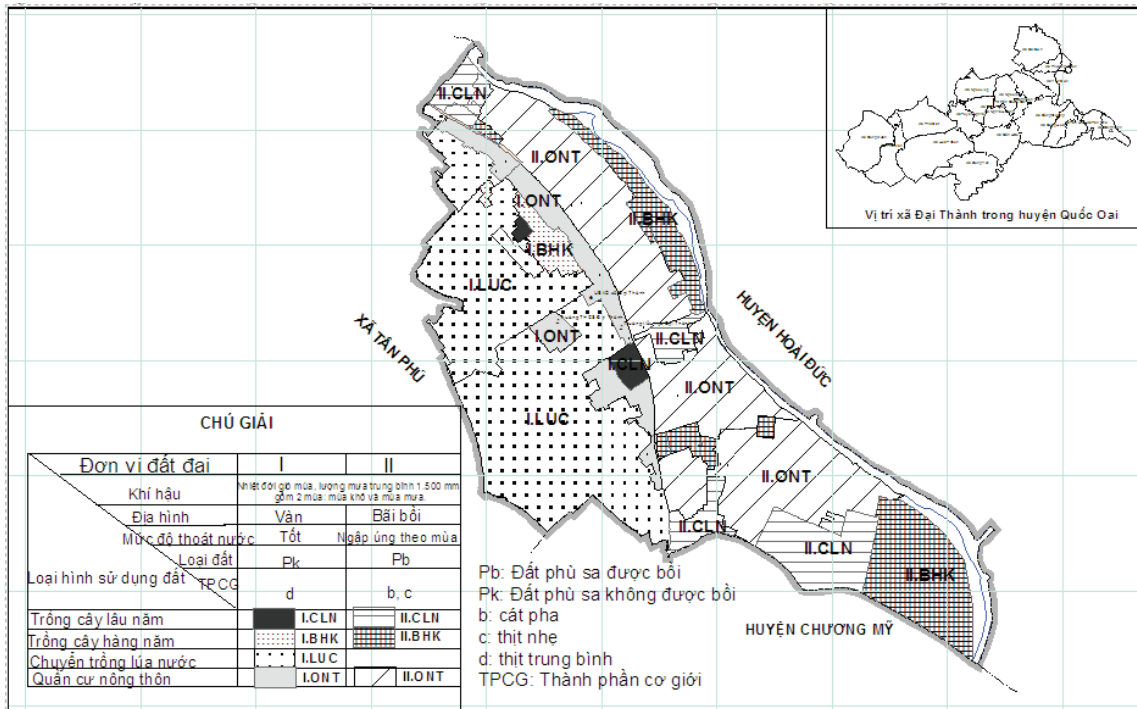 II.CLN
II.ONT
I.ONT
II.BHK
I.BHK
I.LUC
I.ONT
II.CLN
I.CLN
II.ONT
I.LUC
II.ONT
II.CLN
II.CLN
II.BHK
XÃ TÂN PHÚ
HUYỆN HOÀI ĐỨC
HUYỆN CHƯƠNG MỸ
Vị trí xã Đại Thành trong huyện Quốc Oai
CHÚ GIẢI
Đơn vị đất đai I II
Khí hậu Nhiệt đới gió mùa, lượng mưa trung bình 1.500 mm
gồm 2 mùa: mùa khô và mùa mưa.
Địa hình Vàn Bãi bồi
Mức độ thoát nước Tốt Ngập úng theo mùa
Loại đất Pk Pb
Loại hình sử dụng đất TPCG d b, c
Trồng cây lâu năm I.CLN II.CLN
Trồng cây hàng năm I.BHK II.BHK
Chuyên trồng lúa nước I.LUC
Quần cư nông thôn I.ONT II.ONT
Pb: Đất phù sa được bồi
Pk: Đất phù sa không được bồi
b: cát pha
c: thịt nhẹ
d: thịt trung bình
TPCG: Thành phần cơ giới